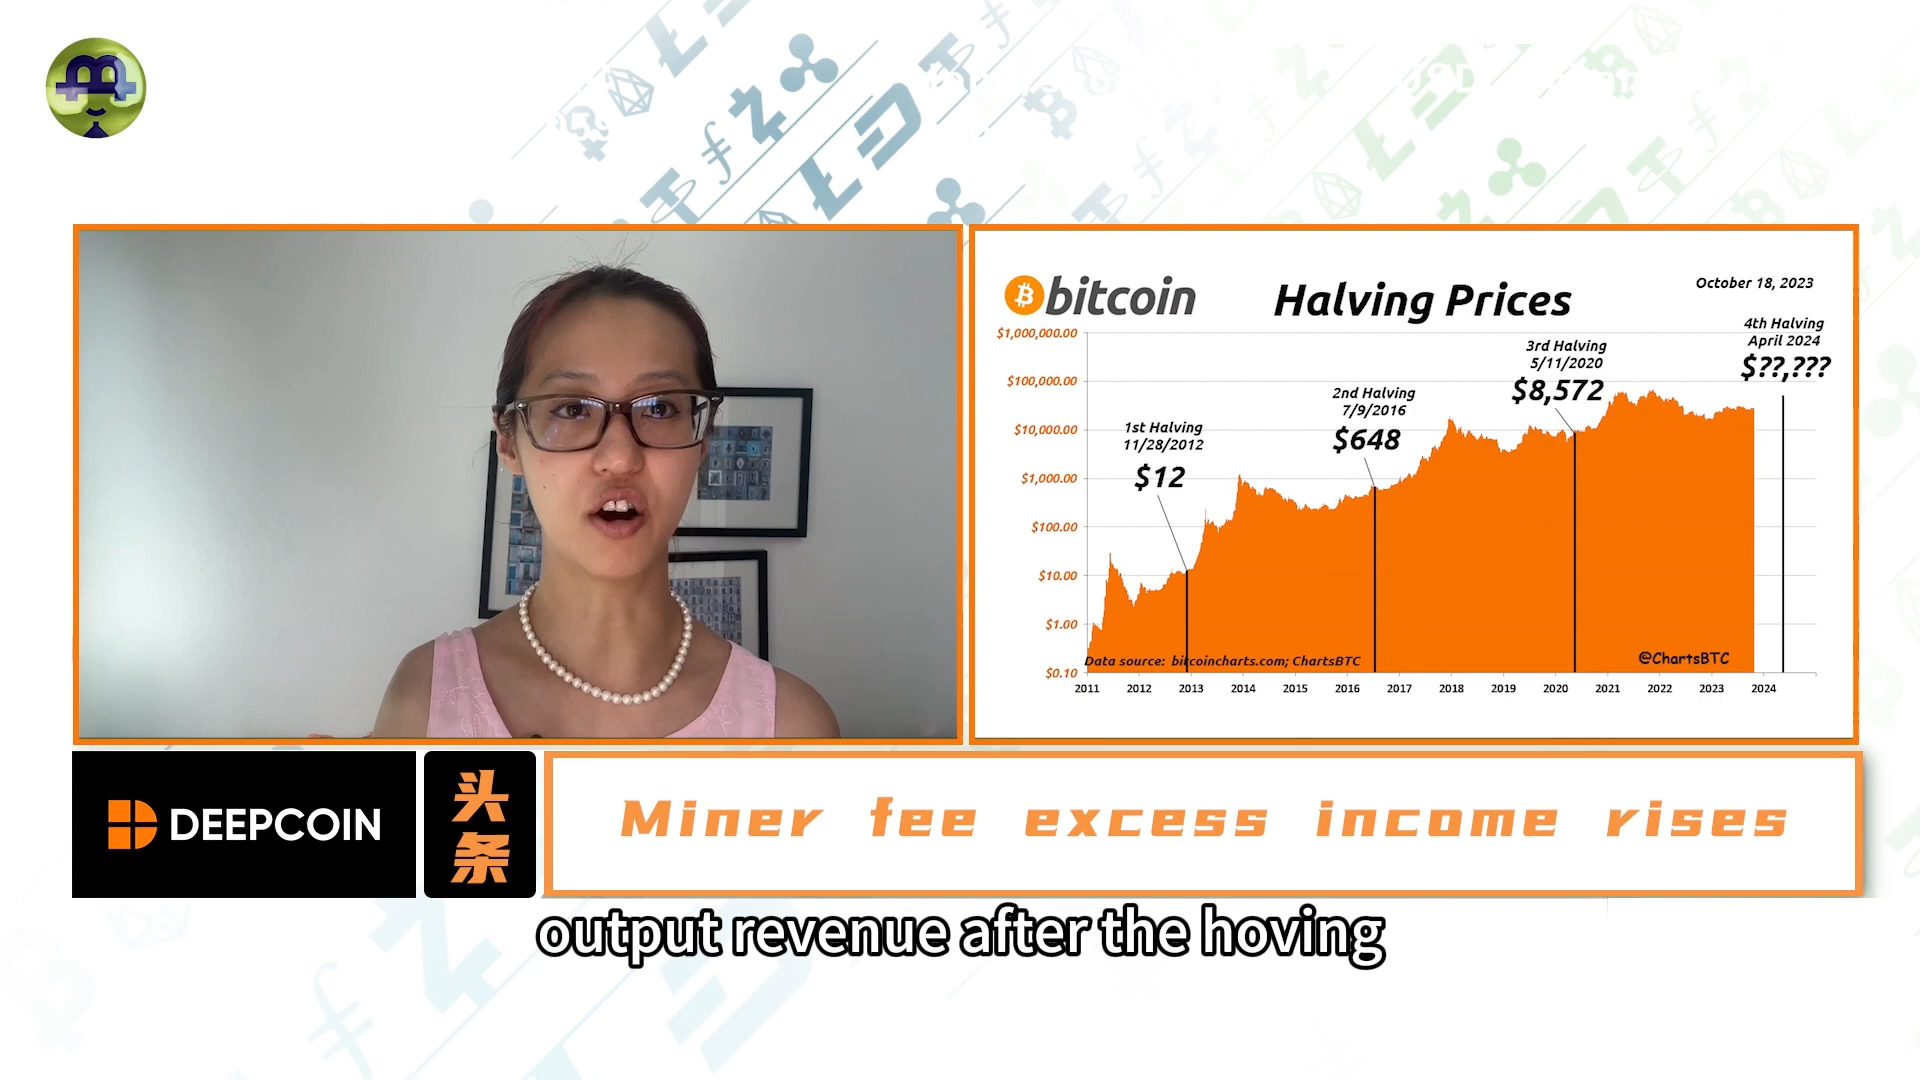 bitcoin
Halving Prices
October 18, 2023
$1,000,000.00
$100,000.00
$10,000.00
$1,000.00
$100.00
$10.00
$1.00
$0.10
1st Halving
11/28/2012
$12
2nd Halving
7/9/2016
$648
3rd Halving
5/11/2020
$8,572
4th Halving
April 2024
$??,???
Data source: bitcoincharts.com; ChartsBTC
@ChartsBTC
2011 2012 2013 2014 2015 2016 2017 2018 2019 2020 2021 2022 2023 2024
DEEPCOIN
头
条
Miner fee excess income rises
output revenue after the hoving